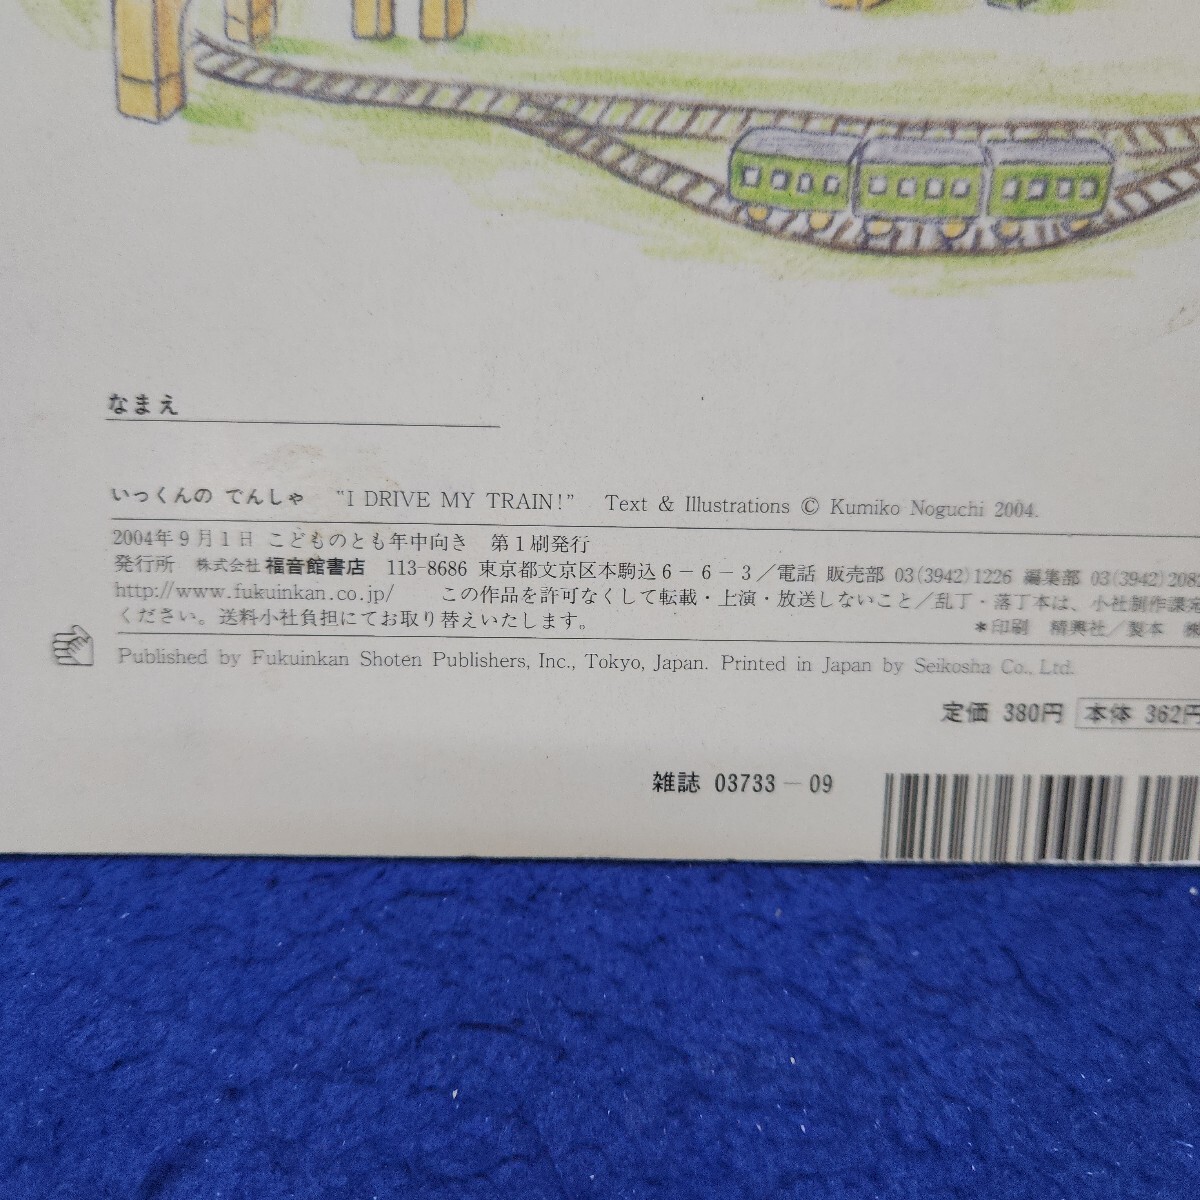 なまえ
いっくんの でんしゃ "I DRIVE MY TRAIN!" Text & Illustrations © Kumiko Noguchi 2004.
2004年9月1日 こどものとも年中向き 第1刷発行
発行所 株式会社 福音館書店 113-8686 東京都文京区本駒込6-6-3/電話 販売部 03(3942)1226 編集部 03(3942)2082
http://www.fukuinkan.co.jp/ この作品を許可なくして転載・上演・放送しないこと/乱丁・落丁本は、小社制作課宛
ください。送料小社負担にてお取り替えいたします。 *印刷 精興社/製本
Published by Fukuinkan Shoten Publishers, Inc., Tokyo, Japan. Printed in Japan by Seikosha Co., Ltd.
定価 380円 本体 362円
雑誌 03733-09